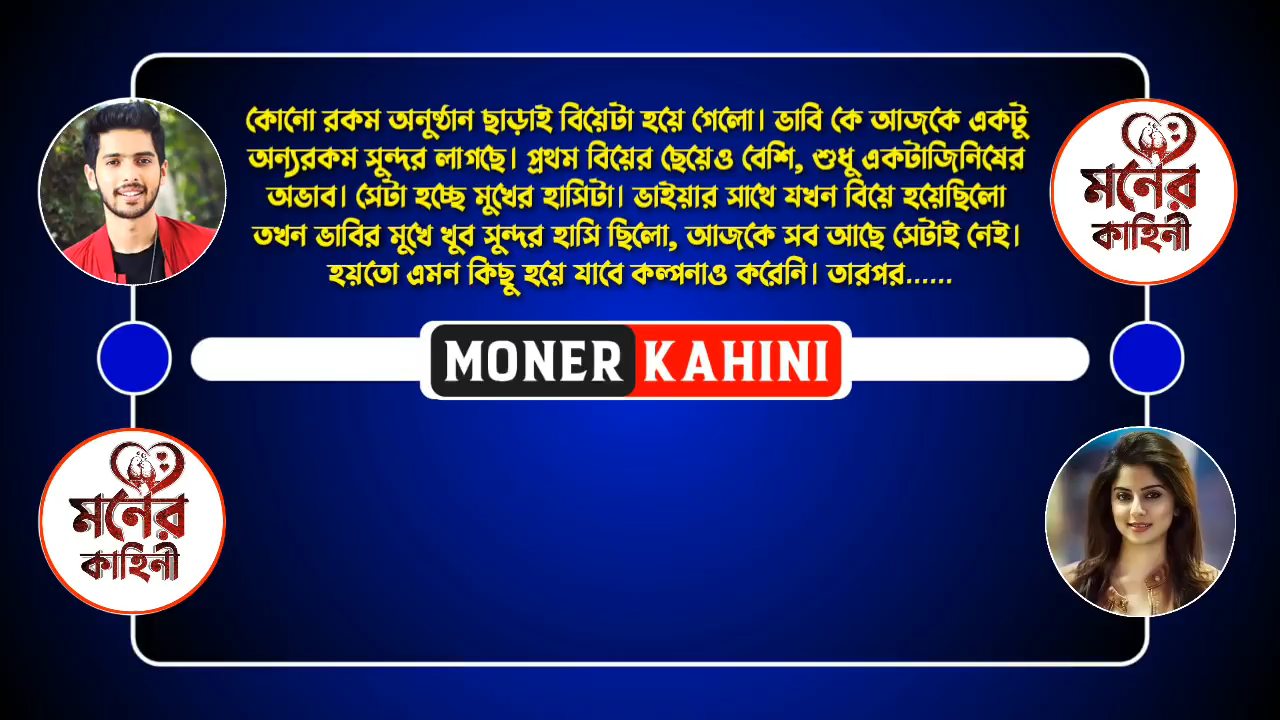 কোনো রকম অনুষ্ঠান ছাড়াই বিয়েটা হয়ে গেলো। ভাবি কে আজকে একটু
অন্যরকম সুন্দর লাগছে। প্রথম বিয়ের ছেয়েও বেশি, শুধু একটাজিনিষের
অভাব। সেটা হচ্ছে মুখের হাসিটা। ভাইয়ার সাথে যখন বিয়ে হয়েছিলো
তখন ভাবির মুখে খুব সুন্দর হাসি ছিলো, আজকে সব আছে সেটাই নেই।
হয়তো এমন কিছু হয়ে যাবে কল্পনাও করেনি। তারপর......
মনের
কাহিনী
MONER KAHINI
মনের
কাহিনী